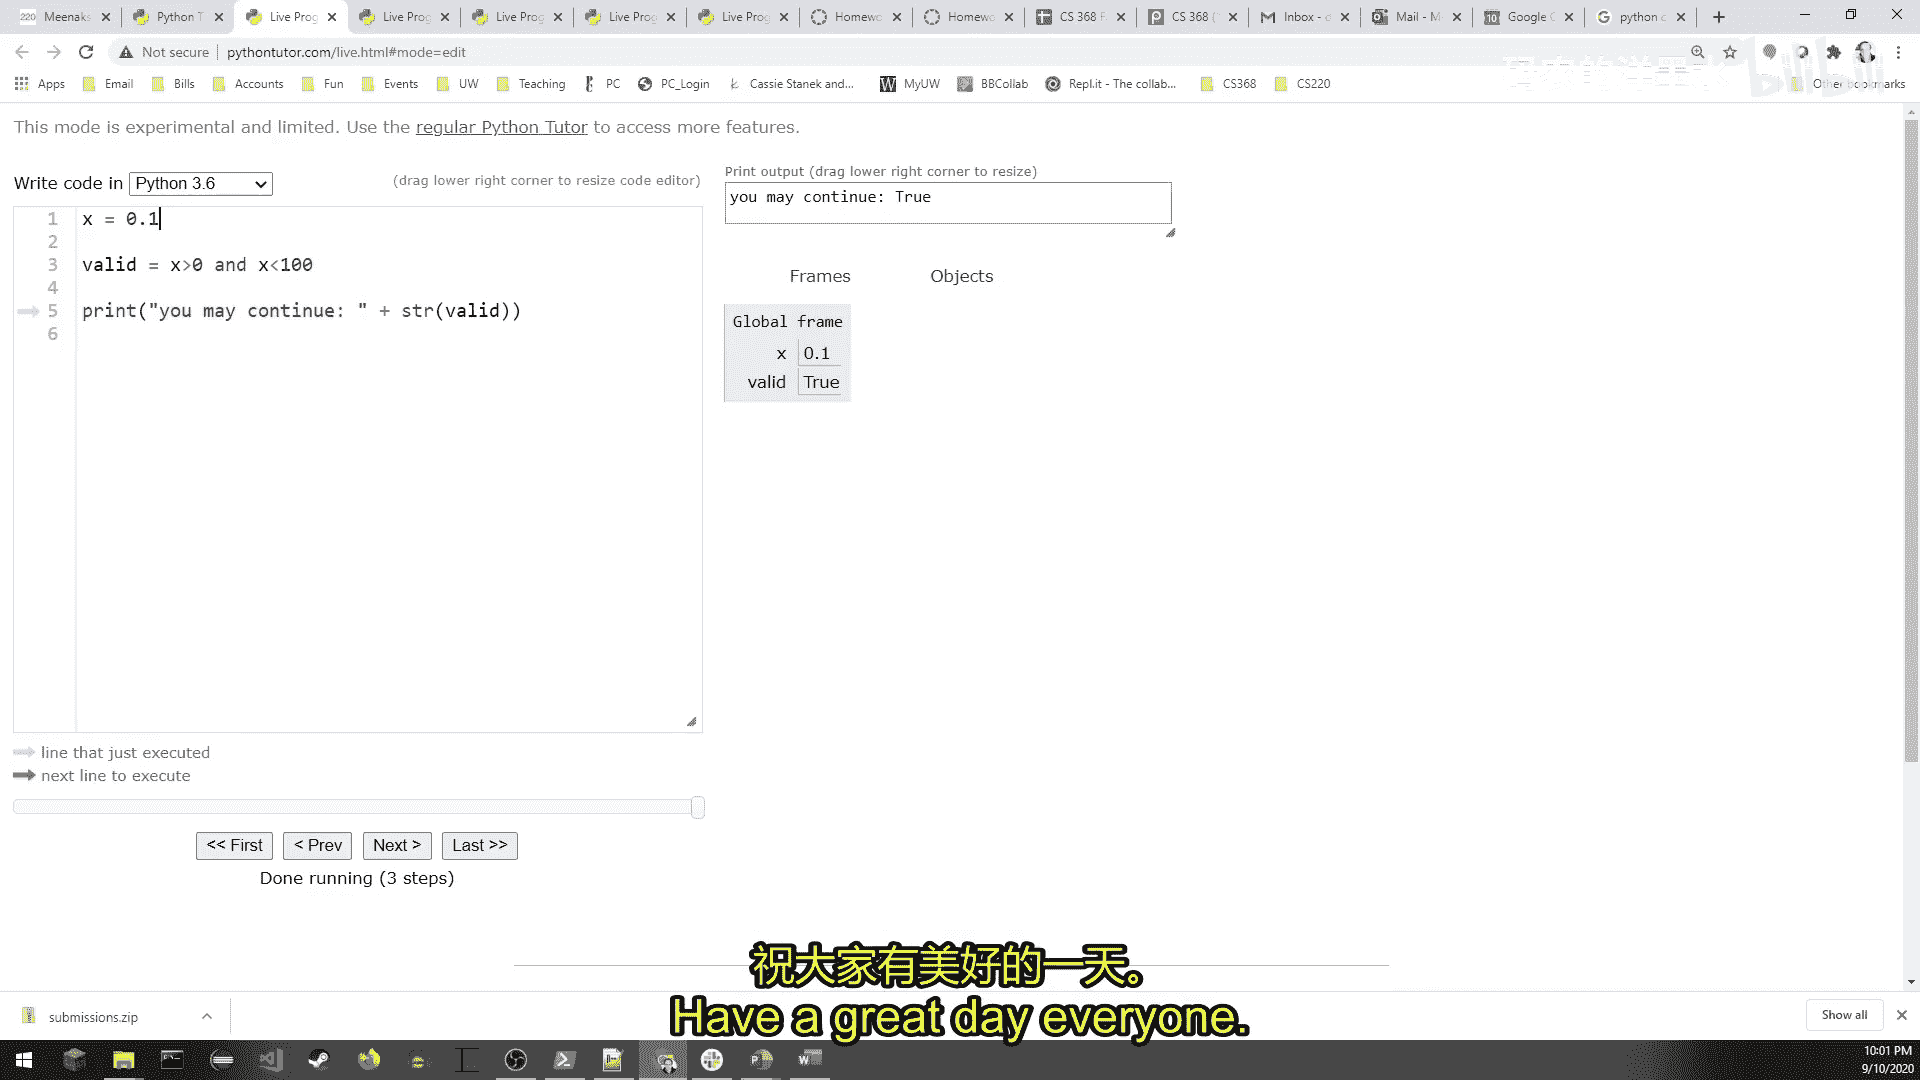 Meenaks
Python T
Live Prog
Live Prog
Live Prog
Live Prog
Live Prog
Homewo
Homewo
CS 368 F
CS 368 (
Inbox -
Mail - M
Google C
python c
Not secure
pythontutor.com/live.html#mode=edit
Apps
Email
Bills
Accounts
Fun
Events
UW
Teaching
PC
PC_Login
Cassie Stanek and...
MyUW
BBCollab
Repl.it - The collab...
CS368
CS220
Other bookmarks
This mode is experimental and limited. Use the regular Python Tutor to access more features.
Write code in Python 3.6
(drag lower right corner to resize code editor)
1 x = 0.1
2
3 valid = x>0 and x<100
4
5 print("you may continue: " + str(valid))
6
line that just executed
next line to execute
<< First
< Prev
Next >
Last >>
Done running (3 steps)
Print output (drag lower right corner to resize)
you may continue: True
Frames
Objects
Global frame
x 0.1
valid True
祝大家有美好的一天。
Have a great day everyone.
submissions.zip
Show all
10:01 PM
9/10/2020